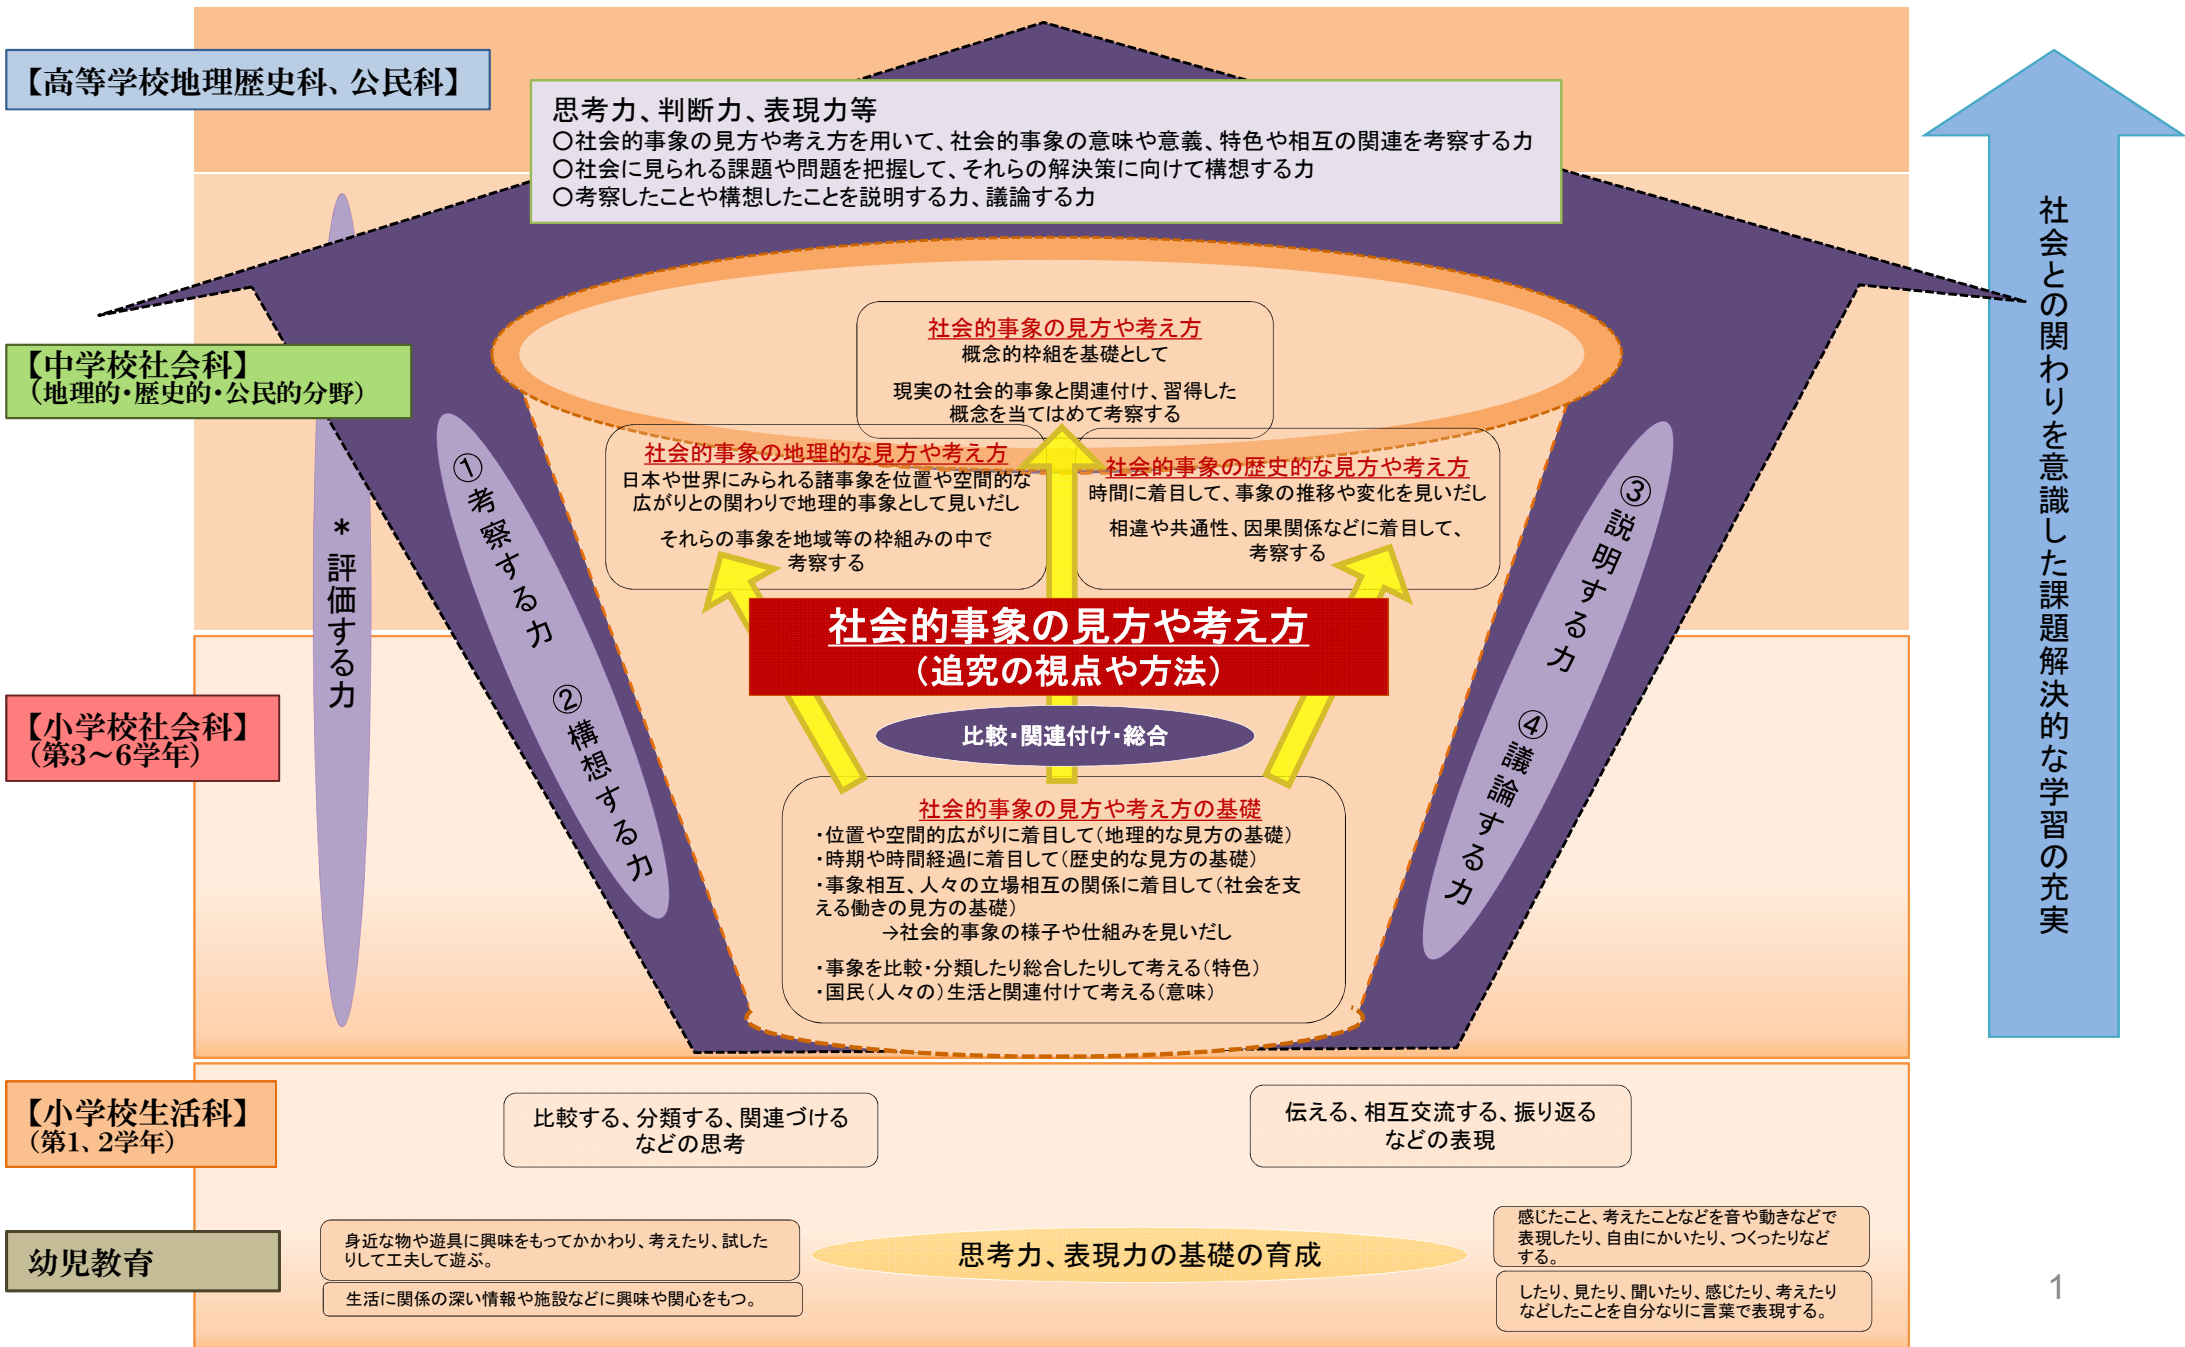 【高等学校地理歴史科、公民科】
思考力、判断力、表現力等
○社会的事象の見方や考え方を用いて、社会的事象の意味や意義、特色や相互の関連を考察する力
○社会に見られる課題や問題を把握して、それらの解決策に向けて構想する力
○考察したことや構想したことを説明する力、議論する力
社会との関わりを意識した課題解決的な学習の充実
【中学校社会科】
（地理的・歴史的・公民的分野）
社会的事象の見方や考え方
概念的枠組を基礎として
現実の社会的事象と関連付け、習得した
概念を当てはめて考察する
社会的事象の地理的な見方や考え方
日本や世界にみられる諸事象を位置や空間的な
広がりとの関わりで地理的事象として見いだし
それらの事象を地域等の枠組みの中で
考察する
社会的事象の歴史的な見方や考え方
時間に着目して、事象の推移や変化を見いだし
相違や共通性、因果関係などに着目して、
考察する
＊評価する力
①考察する力　②構想する力
③説明する力　④議論する力
社会的事象の見方や考え方
（追究の視点や方法）
比較・関連付け・総合
【小学校社会科】
（第3～6学年）
社会的事象の見方や考え方の基礎
・位置や空間的広がりに着目して（地理的な見方の基礎）
・時期や時間経過に着目して（歴史的な見方の基礎）
・事象相互、人々の立場相互の関係に着目して（社会を支
える働きの見方の基礎）
→社会的事象の様子や仕組みを見いだし
・事象を比較・分類したり総合したりして考える（特色）
・国民（人々の）生活と関連付けて考える（意味）
【小学校生活科】
（第1、2学年）
比較する、分類する、関連づける
などの思考
伝える、相互交流する、振り返る
などの表現
幼児教育
身近な物や遊具に興味をもってかかわり、考えたり、試した
りして工夫して遊ぶ。
生活に関係の深い情報や施設などに興味や関心をもつ。
思考力、表現力の基礎の育成
感じたこと、考えたことなどを音や動きなどで
表現したり、自由にかいたり、つくったりなど
する。
したり、見たり、聞いたり、感じたり、考えたり
などしたことを自分なりに言葉で表現する。
1